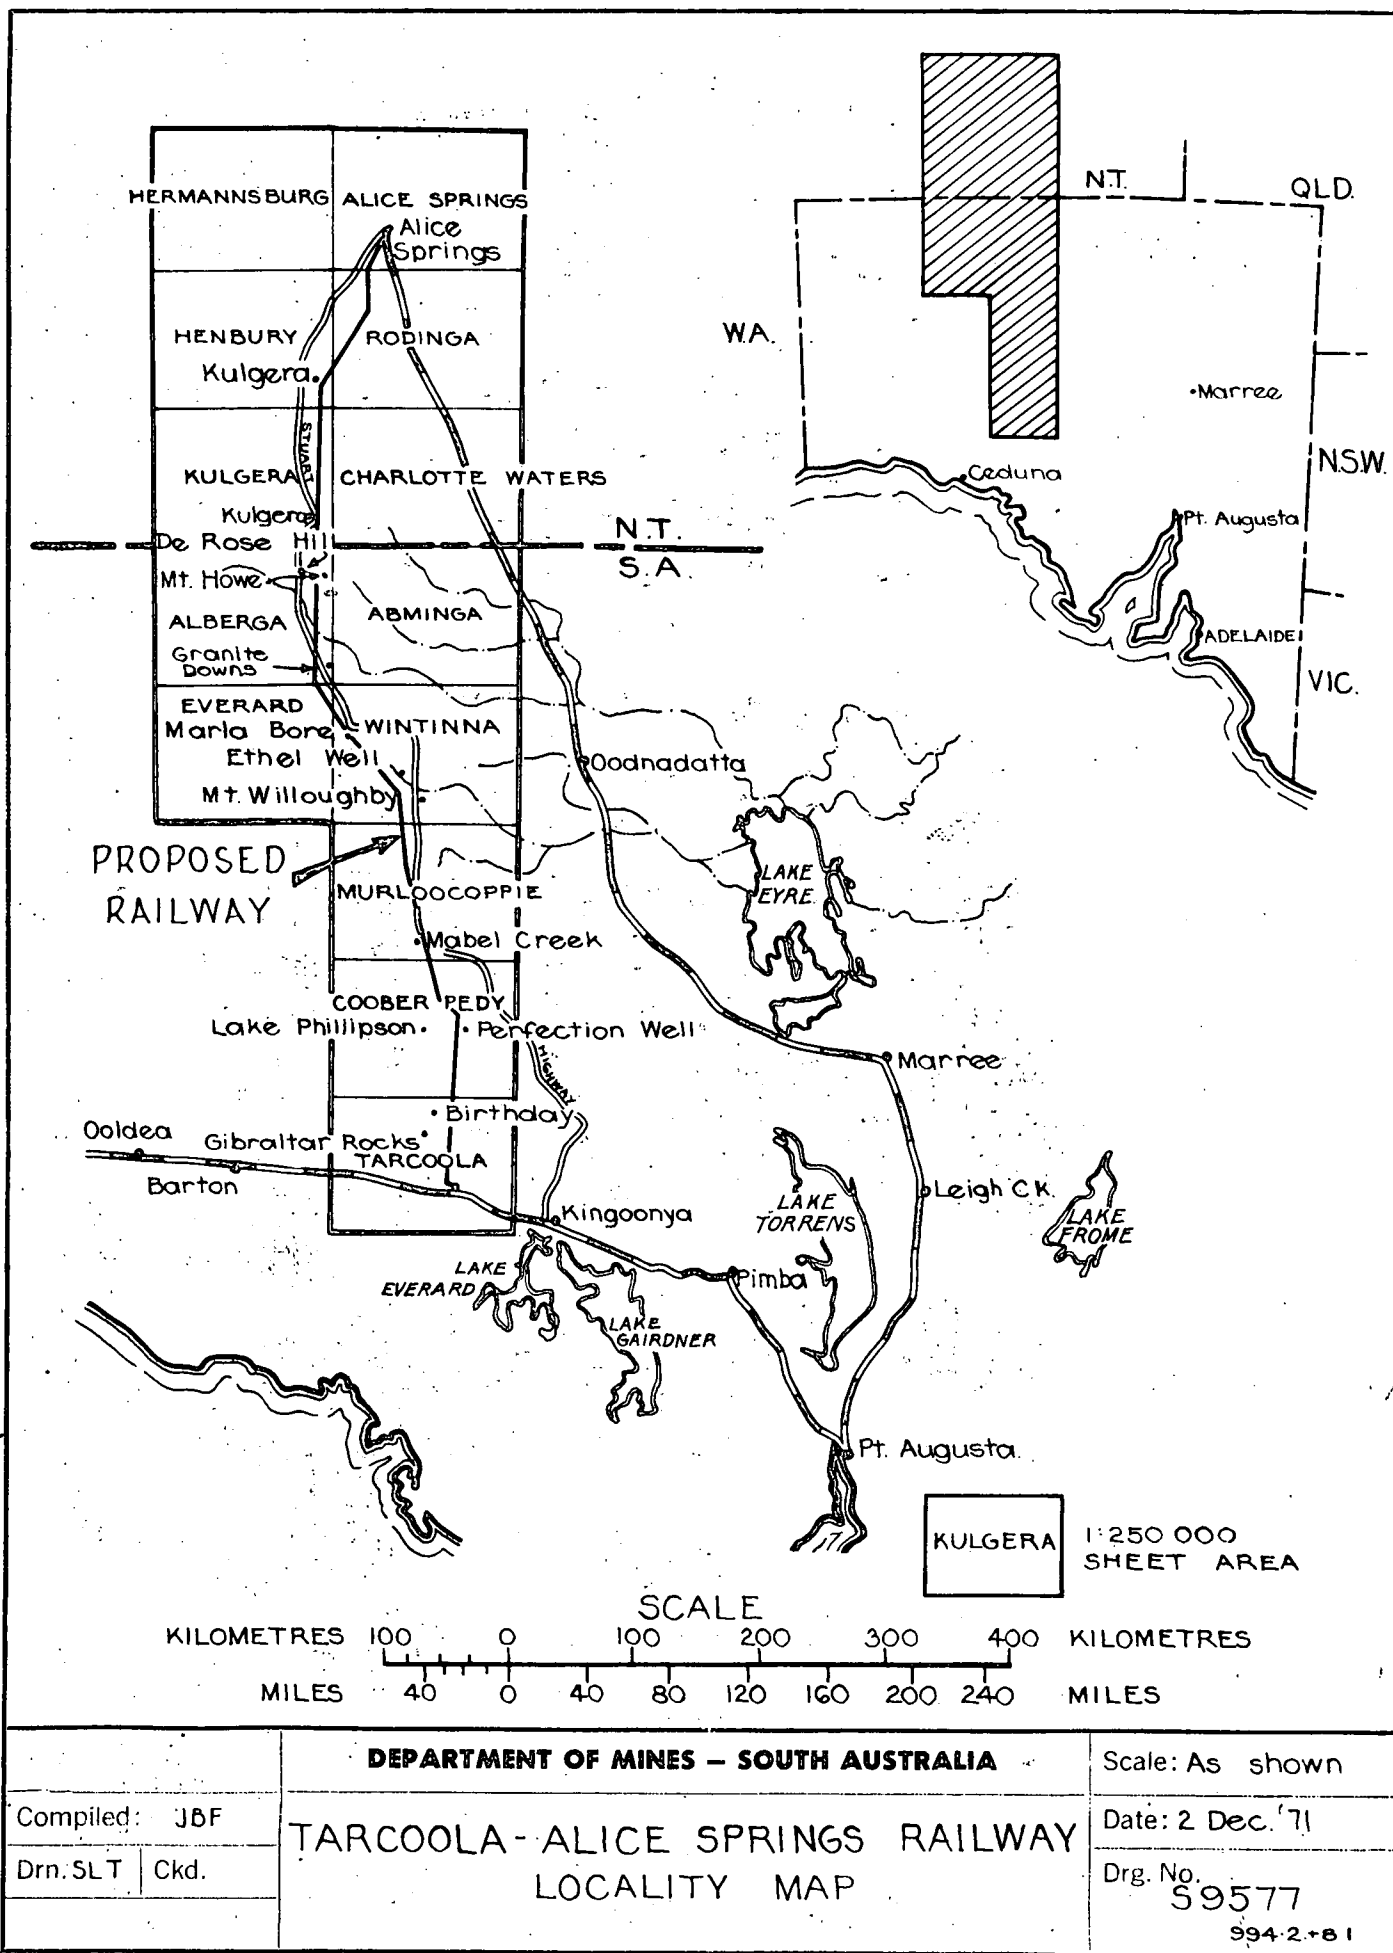 N.T.
QLD.
HERMANNSBURG
ALICE SPRINGS
Alice
Springs
W.A.
HENBURY
RODINGA
Kulgera
Marree
STUART
KULGERA
CHARLOTTE WATERS
N.S.W.
Ceduna
Kulgera
Pt. Augusta
De Rose Hill
N.T.
S.A.
Mt. Howe
ALBERGA
ABMINGA
ADELAIDE
Granite
Downs
VIC.
EVERARD
Marla Bore
WINTINNA
Ethel Well
Oodnadatta
Mt. Willoughby
PROPOSED
RAILWAY
LAKE
EYRE
MURLOOCOPPIE
Mabel Creek
COOBER PEDY
Lake Phillipson
Perfection Well
HIGHWAY
Marree
Birthday
Ooldea
Gibraltar Rocks
TARCOOLA
Barton
Leigh CK.
LAKE
TORRENS
LAKE
FROME
Kingoonya
LAKE
EVERARD
Pimba
LAKE
GAIRDNER
Pt. Augusta
KULGERA
1:250 000
SHEET AREA
SCALE
KILOMETRES 100 0 100 200 300 400 KILOMETRES
MILES 40 0 40 80 120 160 200 240 MILES
DEPARTMENT OF MINES – SOUTH AUSTRALIA
Scale: As shown
Compiled: JBF
TARCOOLA-ALICE SPRINGS RAILWAY
LOCALITY MAP
Date: 2 Dec. '71
Drn. SLT
Ckd.
Drg. No.
S9577